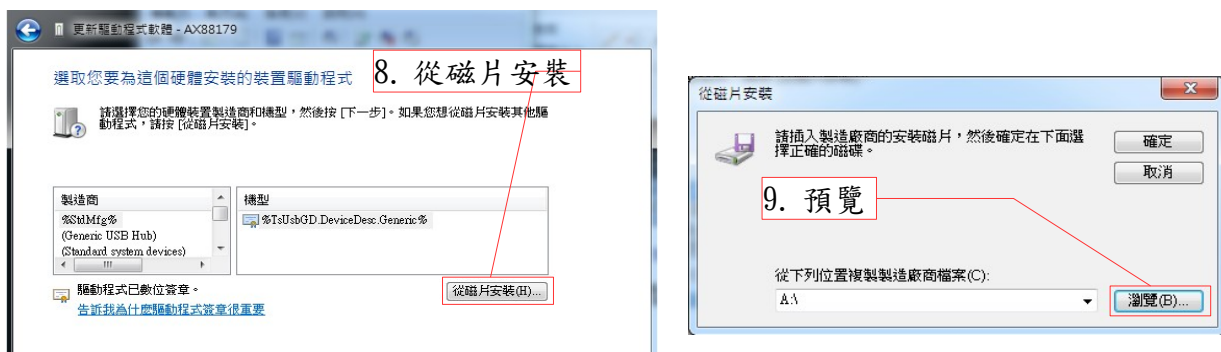 更新驅動程式軟體 - AX88179
選取您要為這個硬體安裝的裝置驅動程式
8. 從磁片安裝
請選擇您的硬體裝置製造商和機型，然後按 [下一步]。如果您想從磁片安裝其他驅
動程式，請按 [從磁片安裝]。
製造商
%StdMfg%
(Generic USB Hub)
(Standard system devices)
機型
%TsUsbGD.DeviceDesc.Generic%
驅動程式已數位簽章。
告訴我為什麼驅動程式簽章很重要
從磁片安裝(H)...
從磁片安裝
請插入製造廠商的安裝磁片，然後確定在下面選
擇正確的磁碟。
確定
取消
9. 預覽
從下列位置複製製造廠商檔案(C):
A:\
瀏覽(B)...